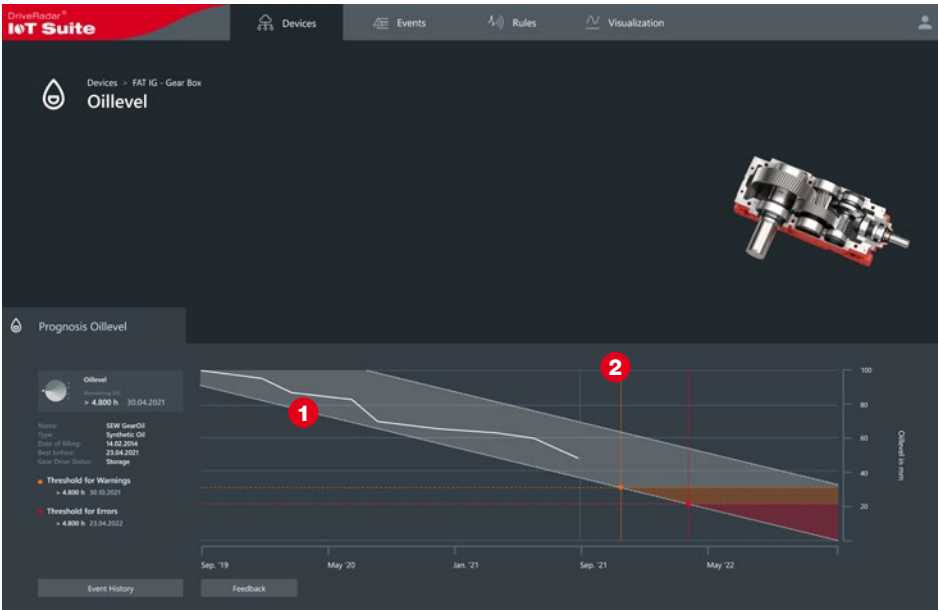 DriveRadar®
IoT Suite
Devices
Events
Rules
Visualization
Devices > FAT IG - Gear Box
Oillevel
Prognosis Oillevel
Oillevel
> 4.800 h 30.04.2021
Name: SEW GearOil
Type: Synthetic Oil
Date of filling: 14.02.2014
Best before: 23.04.2021
Gear Drive Status: Storage
Threshold for Warnings
> 4.800 h 30.10.2021
Threshold for Errors
> 4.800 h 23.04.2022
1
2
100
80
60
40
20
Oillevel in mm
Sep. '19
May '20
Jan. '21
Sep. '21
May '22
Event History
Feedback